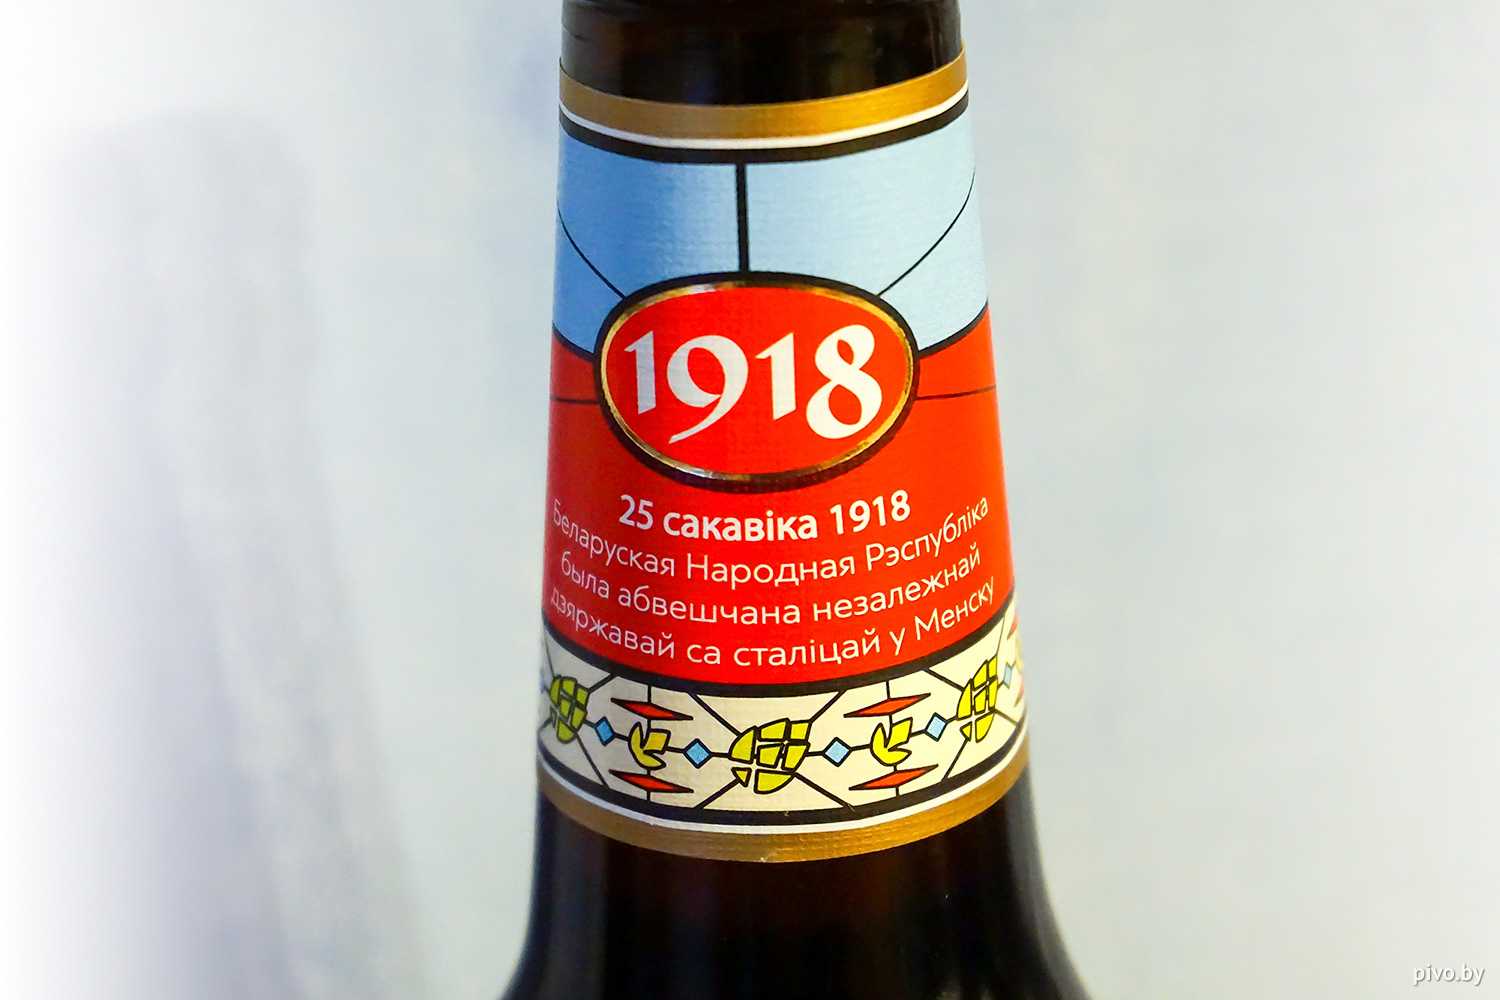 1918
25 сакавіка 1918
Беларуская Народная Рэспубліка
была абвешчана незалежнай
дзяржавай са сталіцай у Менску
pivo.by